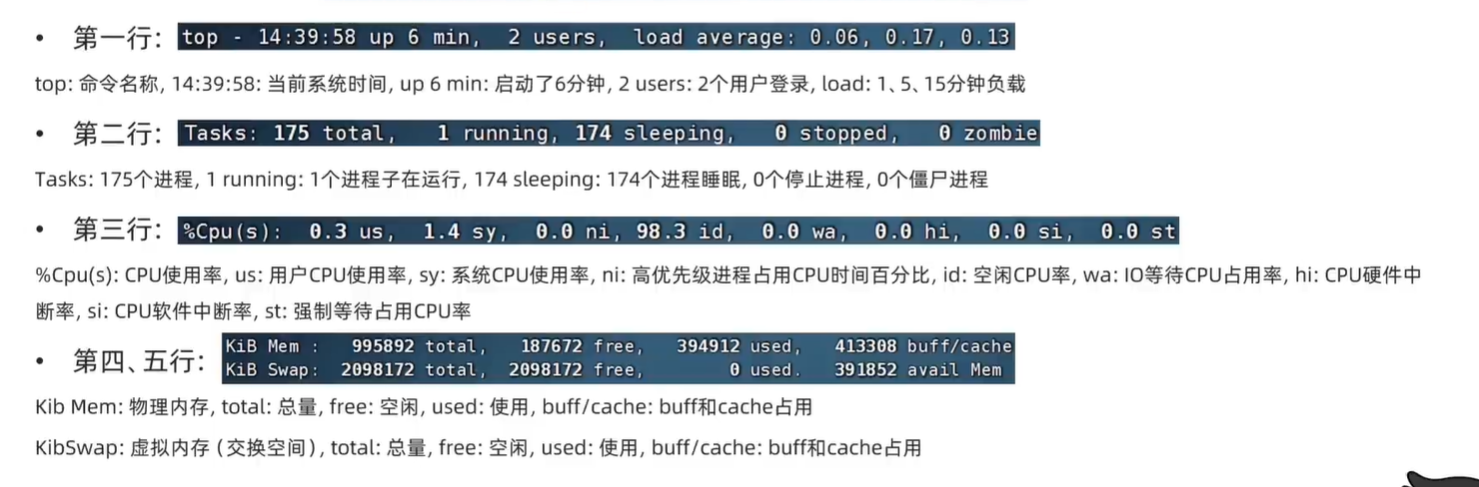 • 第一行: top - 14:39:58 up 6 min,  2 users,  load average: 0.06, 0.17, 0.13
top: 命令名称, 14:39:58: 当前系统时间, up 6 min: 启动了6分钟, 2 users: 2个用户登录, load: 1、5、15分钟负载
• 第二行: Tasks: 175 total,   1 running, 174 sleeping,   0 stopped,   0 zombie
Tasks: 175个进程, 1 running: 1个进程子在运行, 174 sleeping: 174个进程睡眠, 0个停止进程, 0个僵尸进程
• 第三行: %Cpu(s):  0.3 us,  1.4 sy,  0.0 ni, 98.3 id,  0.0 wa,  0.0 hi,  0.0 si,  0.0 st
%Cpu(s): CPU使用率, us: 用户CPU使用率, sy: 系统CPU使用率, ni: 高优先级进程占用CPU时间百分比, id: 空闲CPU率, wa: IO等待CPU占用率, hi: CPU硬件中
断率, si: CPU软件中断率, st: 强制等待占用CPU率
• 第四、五行:
KiB Mem :   995892 total,   187672 free,   394912 used,   413308 buff/cache
KiB Swap:  2098172 total,  2098172 free,        0 used.   391852 avail Mem
Kib Mem: 物理内存, total: 总量, free: 空闲, used: 使用, buff/cache: buff和cache占用
KibSwap: 虚拟内存（交换空间）, total: 总量, free: 空闲, used: 使用, buff/cache: buff和cache占用